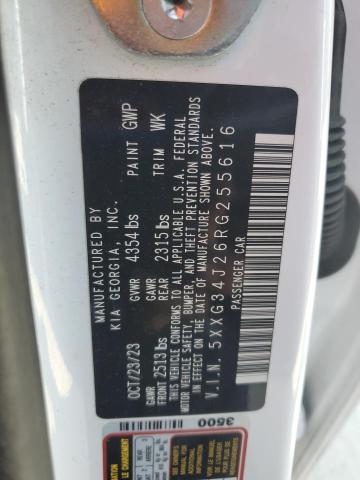 MANUFACTURED BY
KIA GEORGIA, INC.
OCT/23/23 GVWR 4354 lbs PAINT GWP
GAWR FRONT 2513 lbs GAWR REAR 2315 lbs TRIM WK
THIS VEHICLE CONFORMS TO ALL APPLICABLE U.S.A. FEDERAL
MOTOR VEHICLE SAFETY, BUMPER, AND THEFT PREVENTION STANDARDS
IN EFFECT ON THE DATE OF MANUFACTURE SHOWN ABOVE.
V.I.N. 5XXG34J26RG255616
PASSENGER CAR
3500